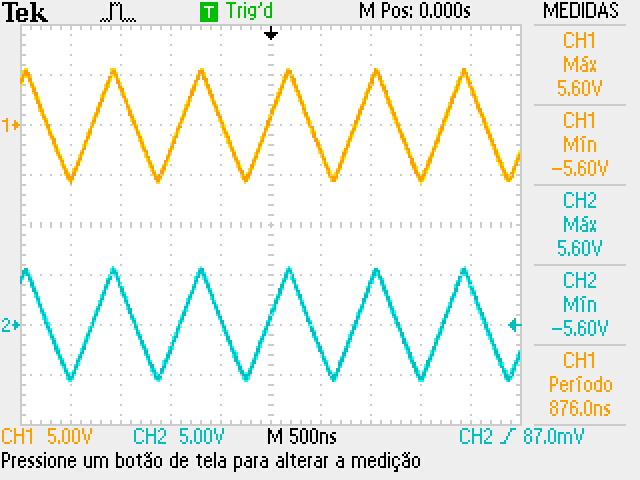 Tek T Trig'd M Pos: 0.000s MEDIDAS
CH1
Máx
5.60V
CH1
Mín
−5.60V
CH2
Máx
5.60V
CH2
Mín
−5.60V
CH1
Período
876.0ns
1
2
CH1 5.00V CH2 5.00V M 500ns CH2 87.0mV
Pressione um botão de tela para alterar a medição